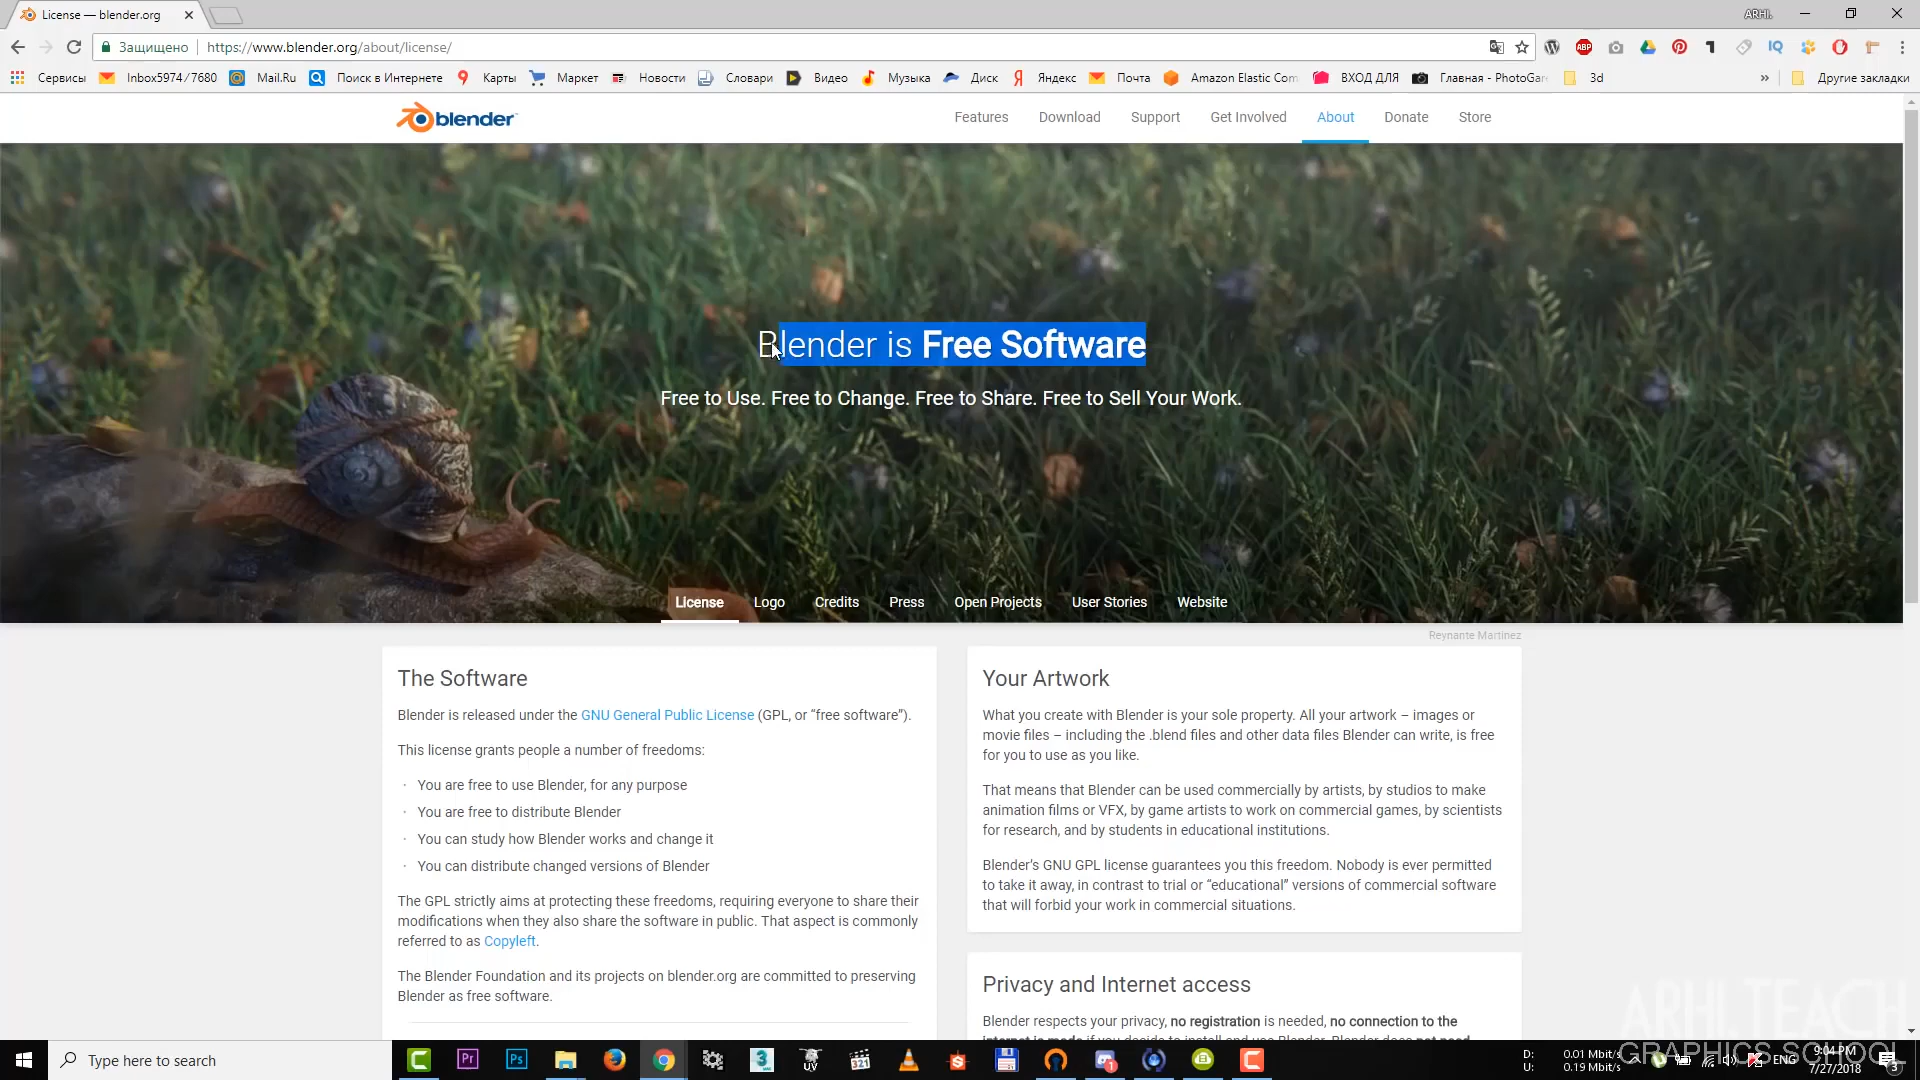 License — blender.org
ARHI.
Защищено
https://www.blender.org/about/license/
Сервисы
Inbox5974 / 7680
Mail.Ru
Поиск в Интернете
Карты
Маркет
Новости
Словари
Видео
Музыка
Диск
Яндекс
Почта
Amazon Elastic Com
ВХОД ДЛЯ
Главная - PhotoGar
3d
»
Другие закладки
blender
Features
Download
Support
Get Involved
About
Donate
Store
Blender is Free Software
Free to Use. Free to Change. Free to Share. Free to Sell Your Work.
License
Logo
Credits
Press
Open Projects
User Stories
Website
Reynante Martinez
The Software
Blender is released under the GNU General Public License (GPL, or “free software”).
This license grants people a number of freedoms:
· You are free to use Blender, for any purpose
· You are free to distribute Blender
· You can study how Blender works and change it
· You can distribute changed versions of Blender
The GPL strictly aims at protecting these freedoms, requiring everyone to share their
modifications when they also share the software in public. That aspect is commonly
referred to as Copyleft.
The Blender Foundation and its projects on blender.org are committed to preserving
Blender as free software.
Your Artwork
What you create with Blender is your sole property. All your artwork – images or
movie files – including the .blend files and other data files Blender can write, is free
for you to use as you like.
That means that Blender can be used commercially by artists, by studios to make
animation films or VFX, by game artists to work on commercial games, by scientists
for research, and by students in educational institutions.
Blender’s GNU GPL license guarantees you this freedom. Nobody is ever permitted
to take it away, in contrast to trial or “educational” versions of commercial software
that will forbid your work in commercial situations.
Privacy and Internet access
Blender respects your privacy, no registration is needed, no connection to the
ARHI.TEACH
GRAPHICS SCHOOL
Type here to search
D: 0.01 Mbit/s
U: 0.19 Mbit/s
ENG
9:04 PM
7/27/2018